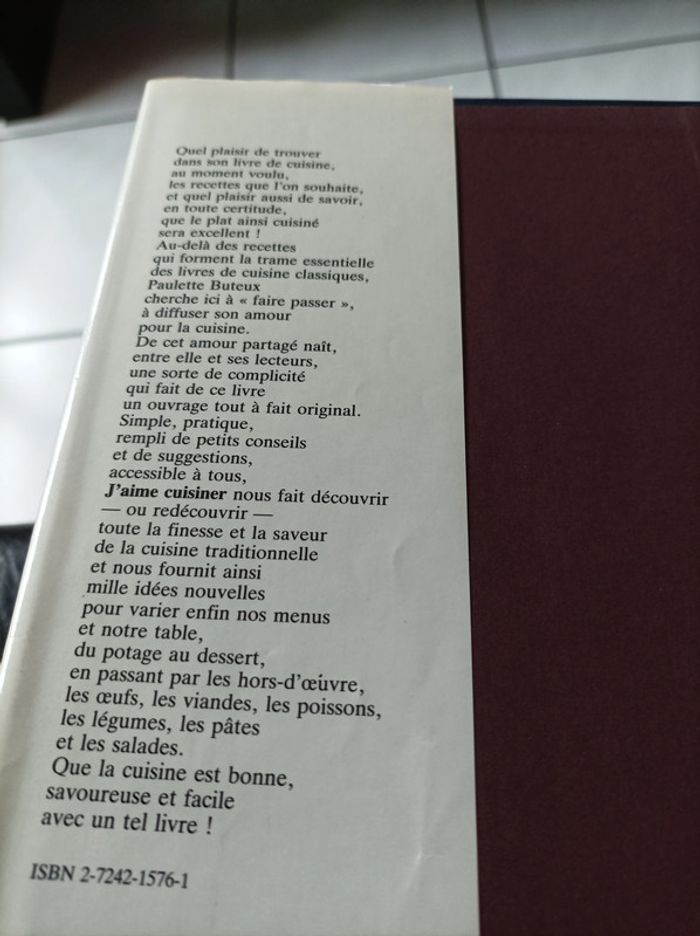 Quel plaisir de trouver
dans son livre de cuisine,
au moment voulu,
les recettes que l'on souhaite,
et quel plaisir aussi de savoir,
en toute certitude,
que le plat ainsi cuisiné
sera excellent !
Au-delà des recettes
qui forment la trame essentielle
des livres de cuisine classiques,
Paulette Buteux
cherche ici à « faire passer »,
à diffuser son amour
pour la cuisine.
De cet amour partagé naît,
entre elle et ses lecteurs,
une sorte de complicité
qui fait de ce livre
un ouvrage tout à fait original.
Simple, pratique,
rempli de petits conseils
et de suggestions,
accessible à tous,
J'aime cuisiner nous fait découvrir
— ou redécouvrir —
toute la finesse et la saveur
de la cuisine traditionnelle
et nous fournit ainsi
mille idées nouvelles
pour varier enfin nos menus
et notre table,
du potage au dessert,
en passant par les hors-d'œuvre,
les œufs, les viandes, les poissons,
les légumes, les pâtes
et les salades.
Que la cuisine est bonne,
savoureuse et facile
avec un tel livre !
ISBN 2-7242-1576-1